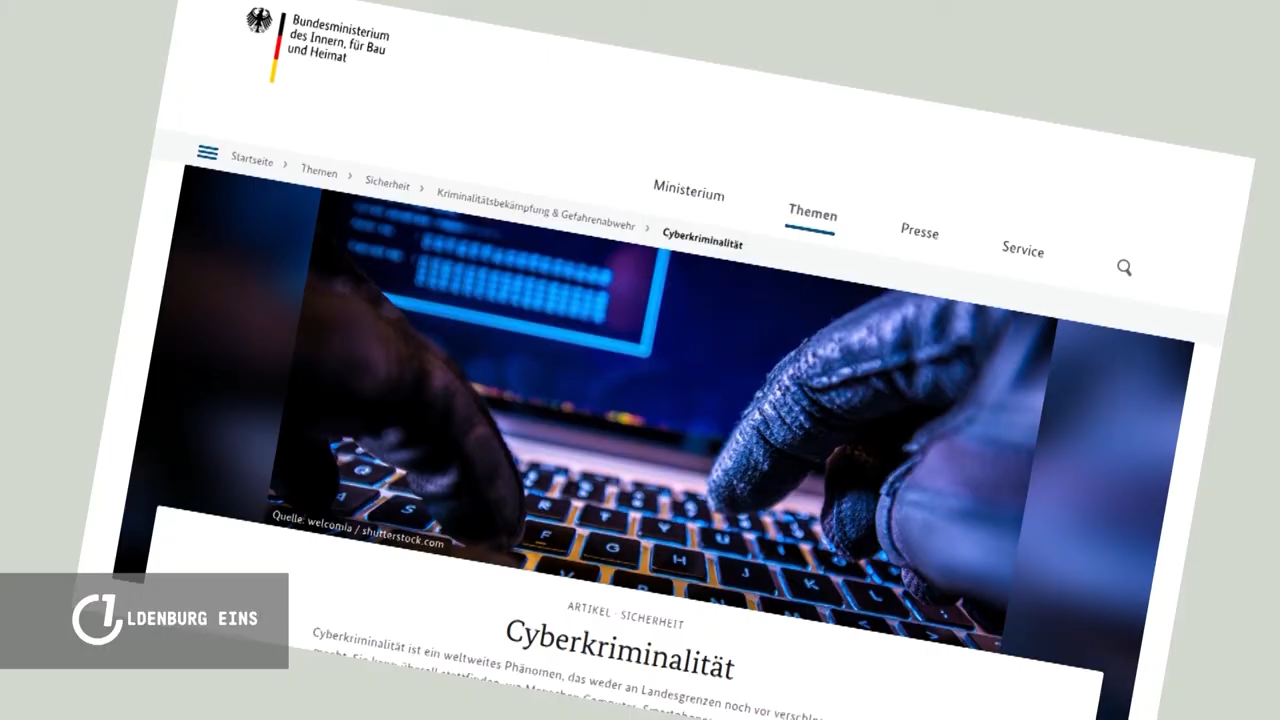 Bundesministerium
des Innern, für Bau
und Heimat
Ministerium
Themen
Presse
Service
Startseite › Themen › Sicherheit › Kriminalitätsbekämpfung & Gefahrenabwehr › Cyberkriminalität
Quelle: welcomia / shutterstock.com
ARTIKEL · SICHERHEIT
Cyberkriminalität
Cyberkriminalität ist ein weltweites Phänomen, das weder an Landesgrenzen noch vor
LDENBURG EINS